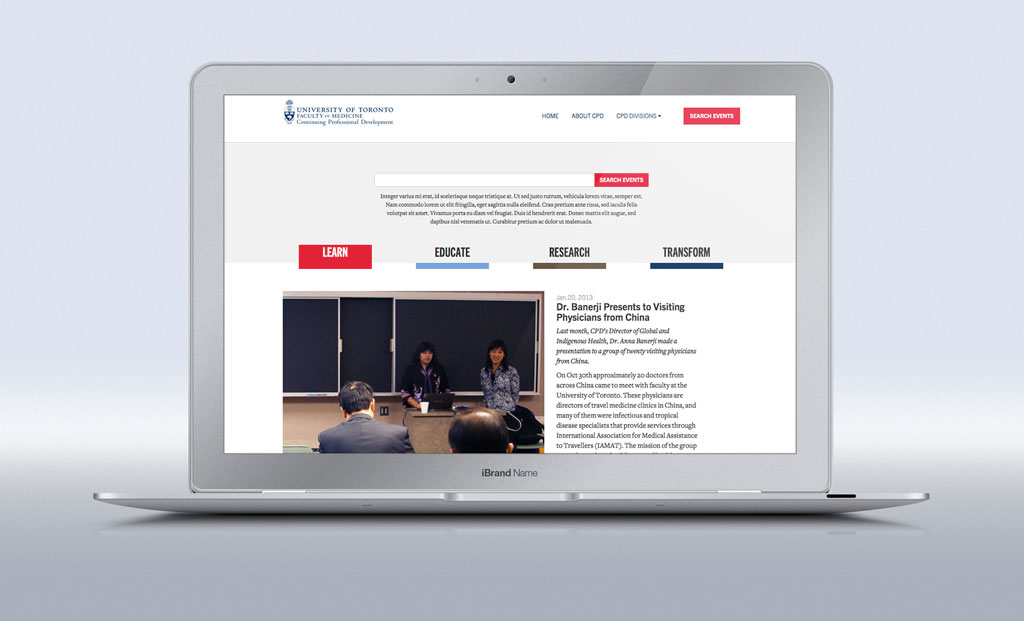 UNIVERSITY OF TORONTO
FACULTY OF MEDICINE
Continuing Professional Development
HOME ABOUT CPD CPD DIVISIONS SEARCH EVENTS
SEARCH EVENTS
Integer varius mi erat, id scelerisque neque tristique at. Ut sed justo rutrum, vehicula lorem vitae, semper est.
Nam commodo lorem ut elit fringilla, eget sagittis nulla eleifend. Cras pretium ante risus, sed iaculis felis
volutpat sit amet. Vivamus porta eu diam vel feugiat. Duis id hendrerit erat. Donec mattis elit augue, sed
dapibus nisl venenatis ut. Curabitur pretium ac dolor ut malesuada.
LEARN EDUCATE RESEARCH TRANSFORM
Jan 20, 2013
Dr. Banerji Presents to Visiting
Physicians from China
Last month, CPD's Director of Global and
Indigenous Health, Dr. Anna Banerji made a
presentation to a group of twenty visiting physicians
from China.
On Oct 30th approximately 20 doctors from
across China came to meet with faculty at the
University of Toronto. These physicians are
directors of travel medicine clinics in China, and
many of them were infectious and tropical
disease specialists that provide services through
International Association for Medical Assistance
to Travellers (IAMAT). The mission of the group
iBrand Name